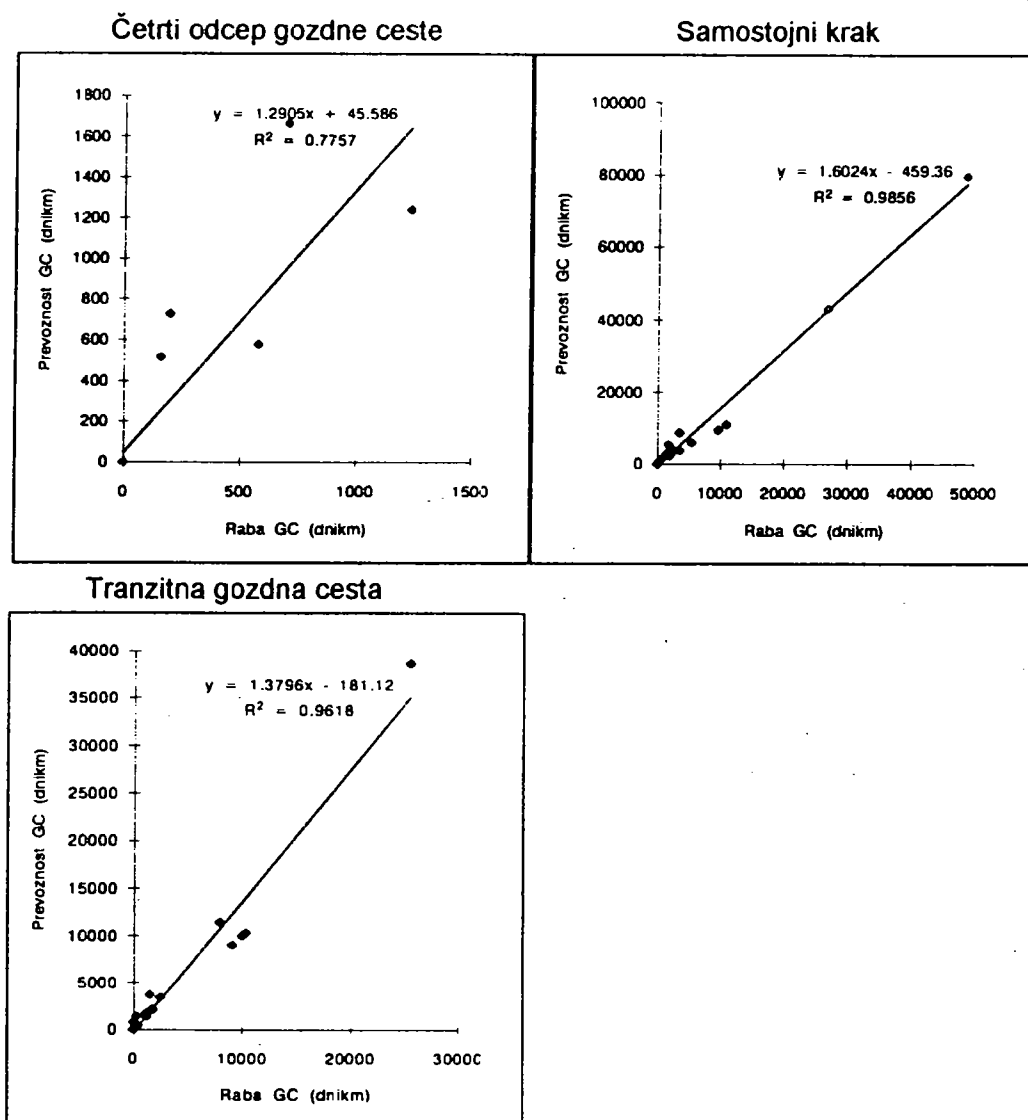 Četrti odcep gozdne ceste
1800
1600
1400
1200
1000
800
600
400
200
0
Prevoznost GC (dnikm)
y = 1.2905x + 45.586
R² = 0.7757
0 500 1000 1500
Raba GC (dnikm)
Samostojni krak
100000
80000
60000
40000
20000
0
Prevoznost GC (dnikm)
y = 1.6024x - 459.36
R² = 0.9856
0 10000 20000 30000 40000 50000
Raba GC (dnikm)
Tranzitna gozdna cesta
40000
35000
30000
25000
20000
15000
10000
5000
0
Prevoznost GC (dnikm)
y = 1.3796x - 181.12
R² = 0.9618
0 10000 20000 30000
Raba GC (dnikm)